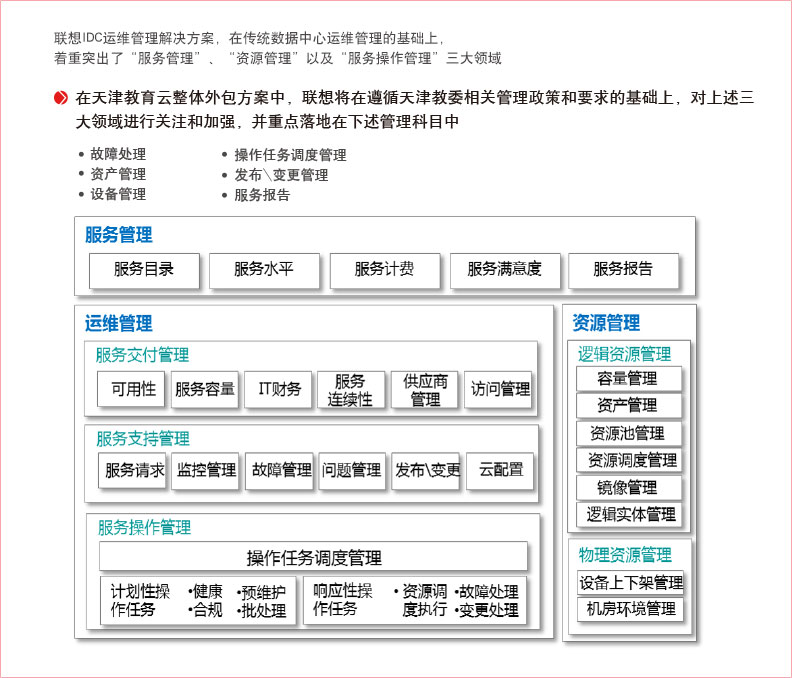 联想IDC运维管理解决方案，在传统数据中心运维管理的基础上，
着重突出了“服务管理”、“资源管理”以及“服务操作管理”三大领域
在天津教育云整体外包方案中，联想将在遵循天津教委相关管理政策和要求的基础上，对上述三
大领域进行关注和加强，并重点落地在下述管理科目中
• 故障处理
• 资产管理
• 设备管理
• 操作任务调度管理
• 发布\变更管理
• 服务报告
服务管理
服务目录
服务水平
服务计费
服务满意度
服务报告
运维管理
服务交付管理
可用性
服务容量
IT财务
服务
连续性
供应商
管理
访问管理
服务支持管理
服务请求
监控管理
故障管理
问题管理
发布\变更
云配置
服务操作管理
操作任务调度管理
计划性操
作任务
•健康
•合规
•预维护
•批处理
响应性操
作任务
•资源调
度执行
•故障处理
•变更处理
资源管理
逻辑资源管理
容量管理
资产管理
资源池管理
资源调度管理
镜像管理
逻辑实体管理
物理资源管理
设备上下架管理
机房环境管理